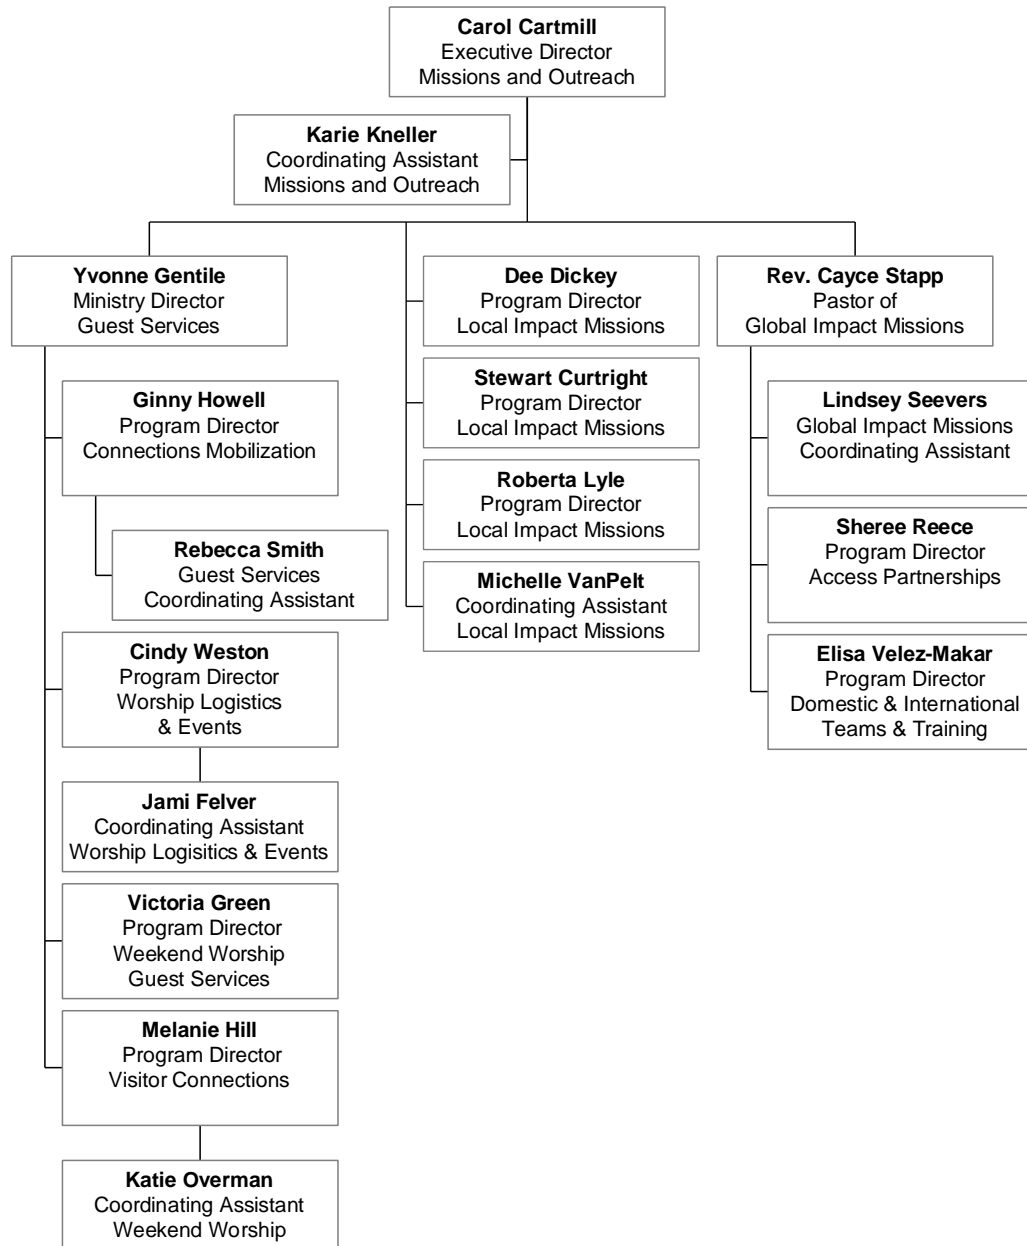 Carol Cartmill
Executive Director
Missions and Outreach
Karie Kneller
Coordinating Assistant
Missions and Outreach
Yvonne Gentile
Ministry Director
Guest Services
Ginny Howell
Program Director
Connections Mobilization
Rebecca Smith
Guest Services
Coordinating Assistant
Cindy Weston
Program Director
Worship Logistics
& Events
Jami Felver
Coordinating Assistant
Worship Logisitics & Events
Victoria Green
Program Director
Weekend Worship
Guest Services
Melanie Hill
Program Director
Visitor Connections
Katie Overman
Coordinating Assistant
Weekend Worship
Dee Dickey
Program Director
Local Impact Missions
Stewart Curtright
Program Director
Local Impact Missions
Roberta Lyle
Program Director
Local Impact Missions
Michelle VanPelt
Coordinating Assistant
Local Impact Missions
Rev. Cayce Stapp
Pastor of
Global Impact Missions
Lindsey Seevers
Global Impact Missions
Coordinating Assistant
Sheree Reece
Program Director
Access Partnerships
Elisa Velez-Makar
Program Director
Domestic & International
Teams & Training